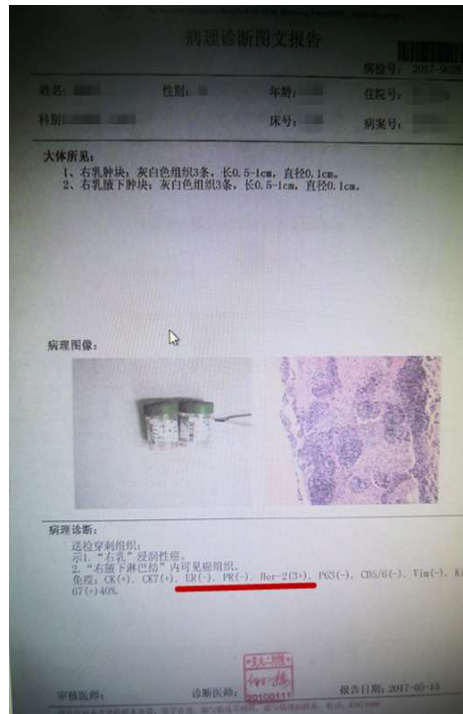 病理诊断图文报告
病检号: 2017-9028
姓名: 性别: 年龄: 住院号:
科别: 床号: 病案号:
大体所见:
1、右乳肿块: 灰白色组织3条, 长0.5-1cm, 直径0.1cm。
2、右乳腋下肿块: 灰白色组织3条, 长0.5-1cm, 直径0.1cm。
病理图像:
病理诊断:
送检穿刺组织:
示1. “右乳”浸润性癌。
2. “右腋下淋巴结”内可见癌组织。
免疫: CK(+)、CK7(+)、ER(-)、PR(-)、Her-2(3+)、P63(-)、CD5/6(-)、Vim(-)、Ki
67(+)40%.
审核医师: 诊断医师: 20100111 报告日期: 2017-05-15